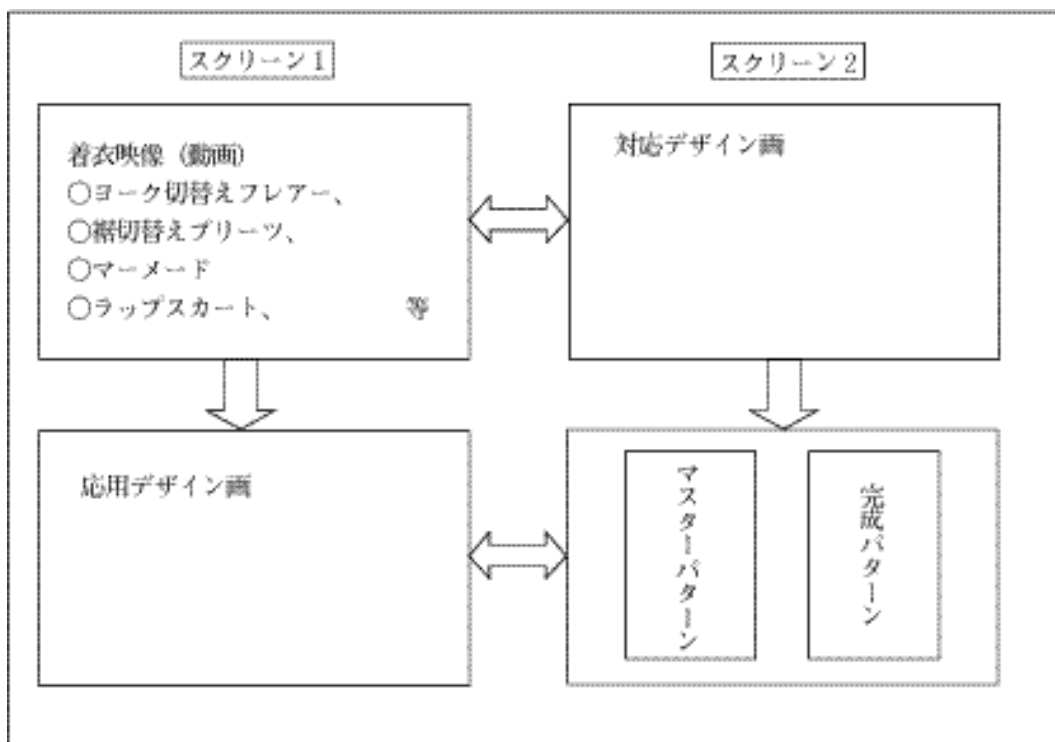 スクリーン1
スクリーン2
着衣映像（動画）
○ヨーク切替えフレアー、
○裾切替えプリーツ、
○マーメード
○ラップスカート、 等
対応デザイン画
応用デザイン画
マスターパターン
完成パターン